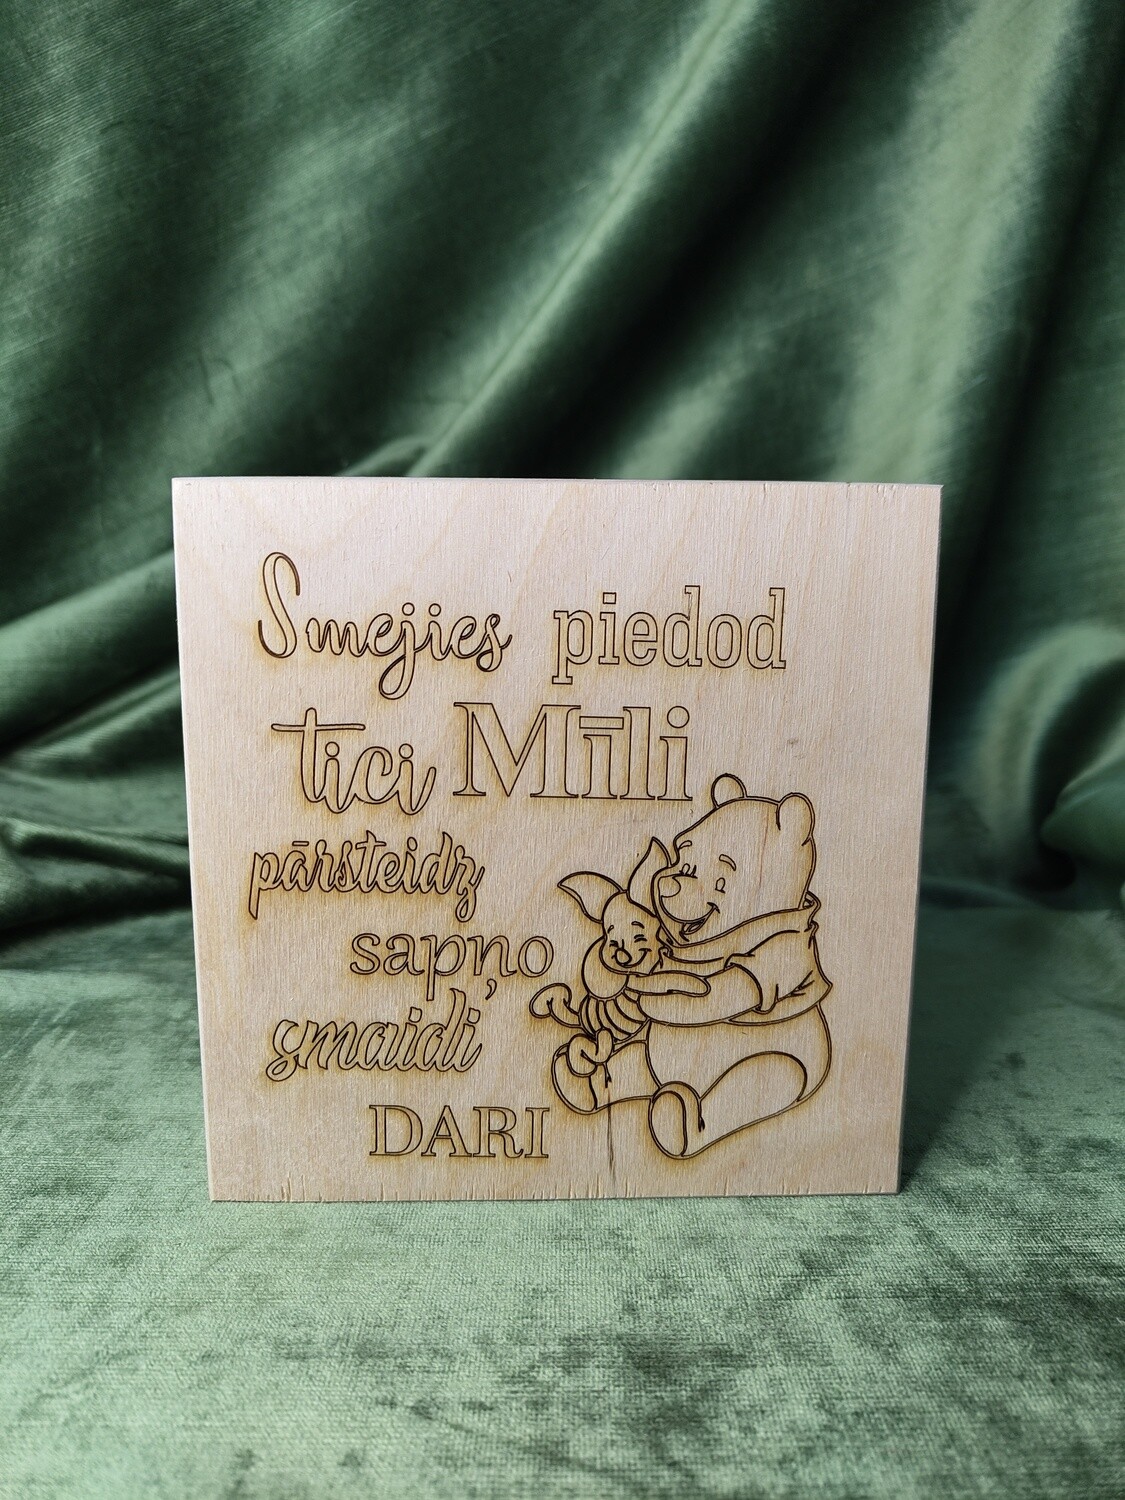 Smejies piedod
tici Mīli
pārsteidz
sapņo
smaidi
DARI